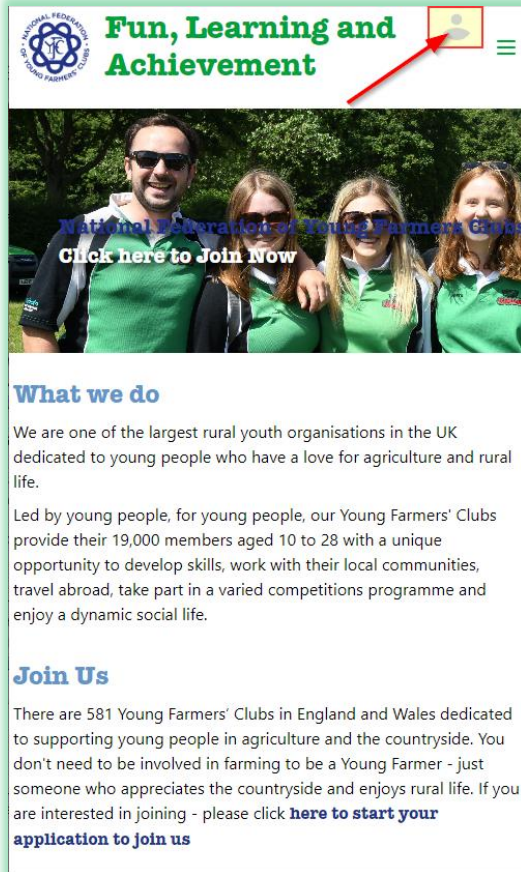 NATIONAL FEDERATION
OF YOUNG FARMERS' CLUBS
YFC
Fun, Learning and
Achievement
National Federation of Young Farmers Clubs
Click here to Join Now
What we do
We are one of the largest rural youth organisations in the UK
dedicated to young people who have a love for agriculture and rural
life.
Led by young people, for young people, our Young Farmers' Clubs
provide their 19,000 members aged 10 to 28 with a unique
opportunity to develop skills, work with their local communities,
travel abroad, take part in a varied competitions programme and
enjoy a dynamic social life.
Join Us
There are 581 Young Farmers' Clubs in England and Wales dedicated
to supporting young people in agriculture and the countryside. You
don't need to be involved in farming to be a Young Farmer - just
someone who appreciates the countryside and enjoys rural life. If you
are interested in joining - please click here to start your
application to join us